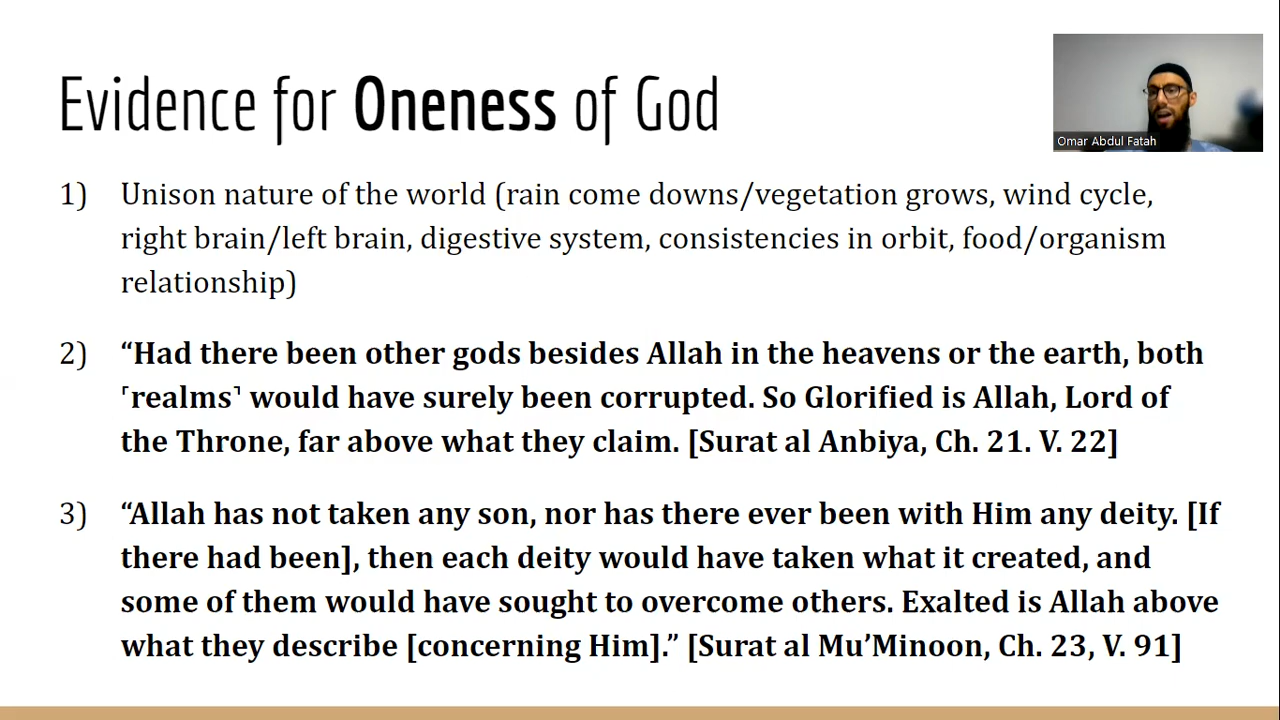 Evidence for Oneness of God
Omar Abdul Fatah
1) Unison nature of the world (rain come downs/vegetation grows, wind cycle,
right brain/left brain, digestive system, consistencies in orbit, food/organism
relationship)
2) “Had there been other gods besides Allah in the heavens or the earth, both
⸢realms⸣ would have surely been corrupted. So Glorified is Allah, Lord of
the Throne, far above what they claim. [Surat al Anbiya, Ch. 21. V. 22]
3) “Allah has not taken any son, nor has there ever been with Him any deity. [If
there had been], then each deity would have taken what it created, and
some of them would have sought to overcome others. Exalted is Allah above
what they describe [concerning Him].” [Surat al Mu’Minoon, Ch. 23, V. 91]